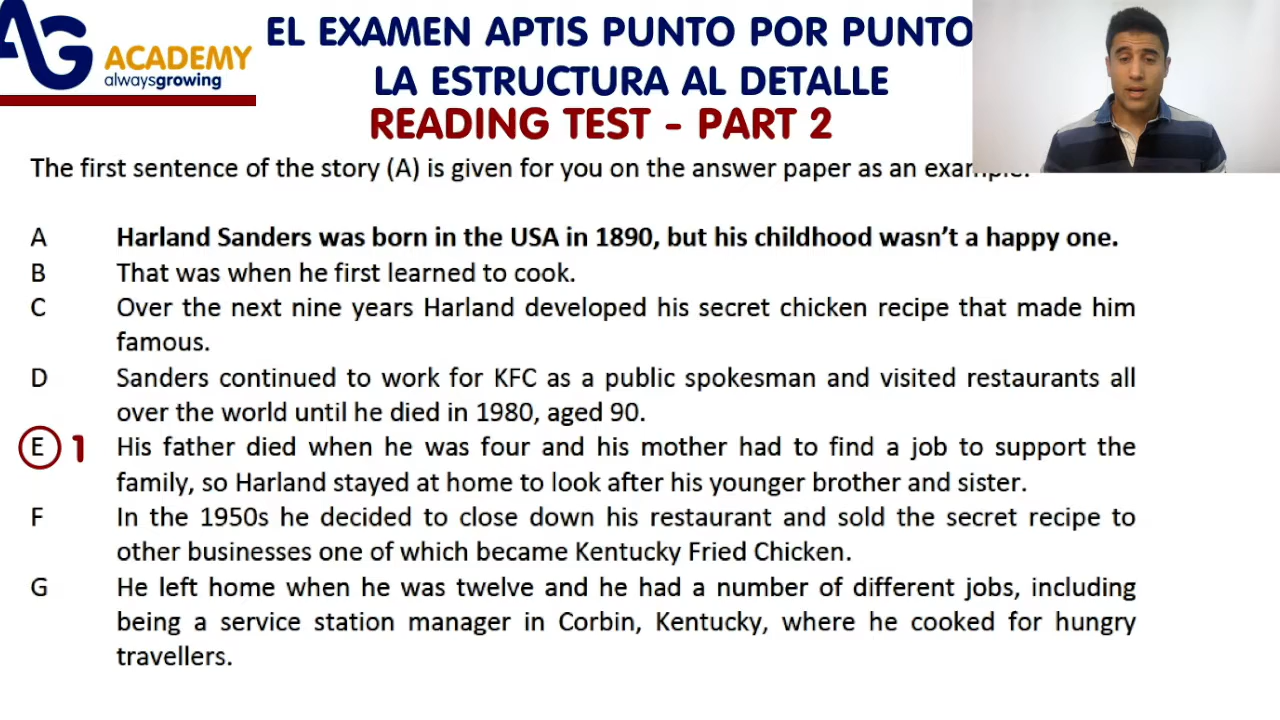 AG
ACADEMY
alwaysgrowing
EL EXAMEN APTIS PUNTO POR PUNTO
LA ESTRUCTURA AL DETALLE
READING TEST - PART 2
The first sentence of the story (A) is given for you on the answer paper as an example.
A Harland Sanders was born in the USA in 1890, but his childhood wasn't a happy one.
B That was when he first learned to cook.
C Over the next nine years Harland developed his secret chicken recipe that made him
famous.
D Sanders continued to work for KFC as a public spokesman and visited restaurants all
over the world until he died in 1980, aged 90.
E 1 His father died when he was four and his mother had to find a job to support the
family, so Harland stayed at home to look after his younger brother and sister.
F In the 1950s he decided to close down his restaurant and sold the secret recipe to
other businesses one of which became Kentucky Fried Chicken.
G He left home when he was twelve and he had a number of different jobs, including
being a service station manager in Corbin, Kentucky, where he cooked for hungry
travellers.